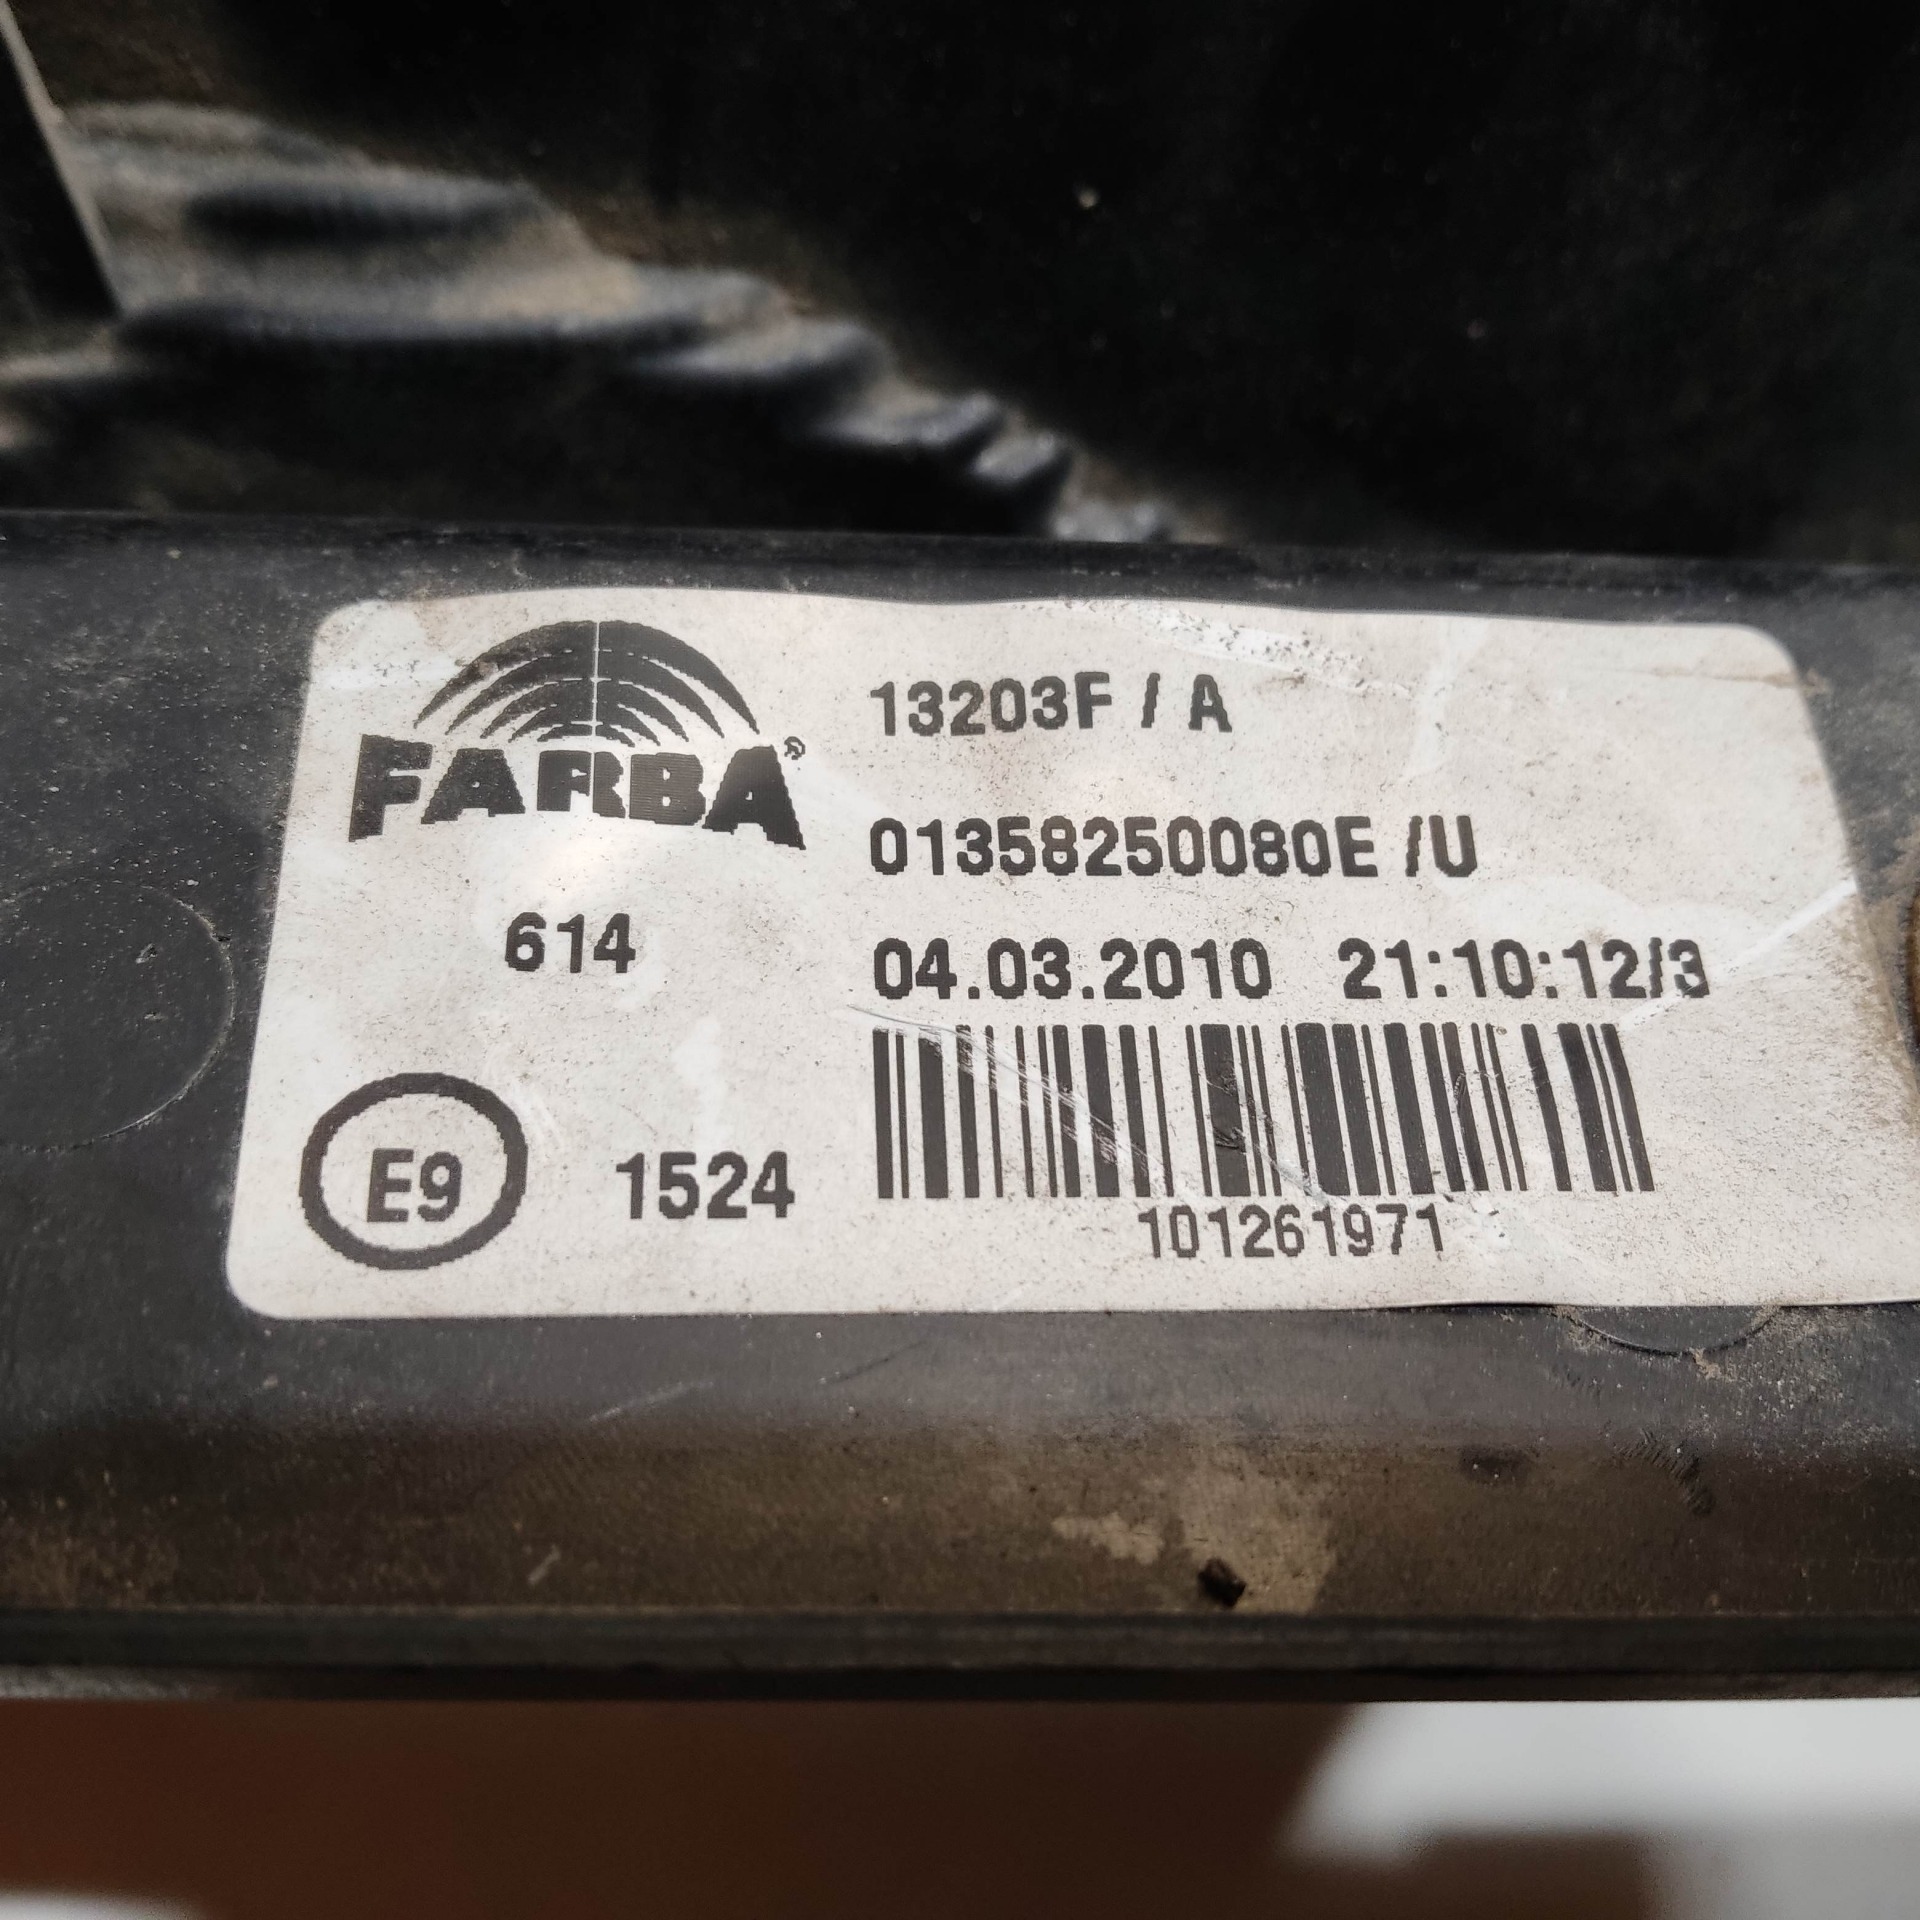 FARBA®
13203F / A
01358250080E /U
614
04.03.2010 21:10:12/3
E9
1524
101261971